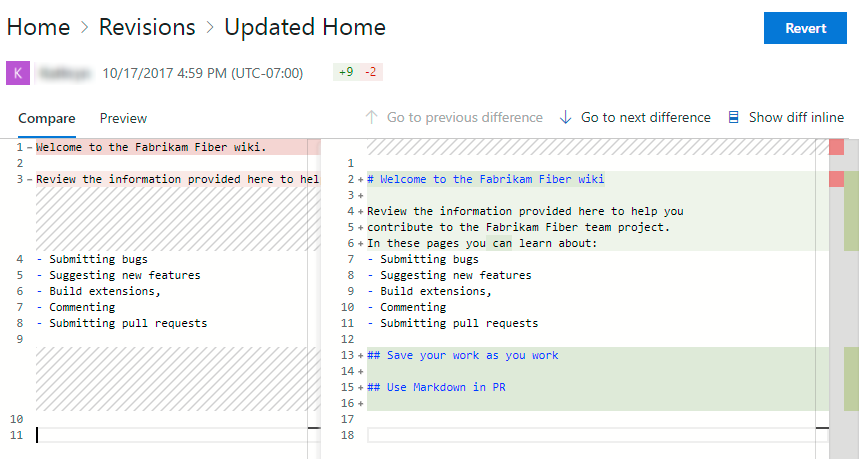 Home > Revisions > Updated Home
Revert
K 10/17/2017 4:59 PM (UTC-07:00) +9 -2
Compare Preview Go to previous difference Go to next difference Show diff inline
1 - Welcome to the Fabrikam Fiber wiki.
2
3 - Review the information provided here to hel
4 - Submitting bugs
5 - Suggesting new features
6 - Build extensions,
7 - Commenting
8 - Submitting pull requests
9
10
11
1
2 + # Welcome to the Fabrikam Fiber wiki
3 +
4 + Review the information provided here to help you
5 + contribute to the Fabrikam Fiber team project.
6 + In these pages you can learn about:
7 - Submitting bugs
8 - Suggesting new features
9 - Build extensions,
10 - Commenting
11 - Submitting pull requests
12
13 + ## Save your work as you work
14 +
15 + ## Use Markdown in PR
16 +
17
18